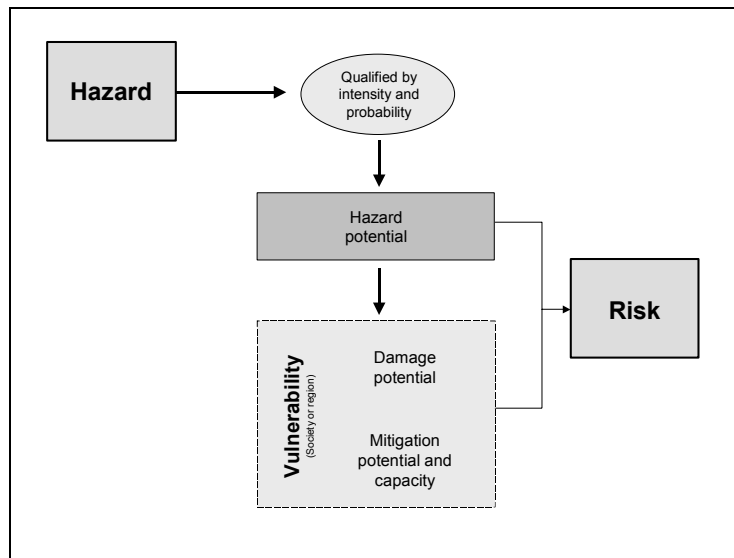 Hazard
Qualified by
intensity and
probability
Hazard
potential
Risk
Vulnerability
(Society or region)
Damage
potential
Mitigation
potential and
capacity